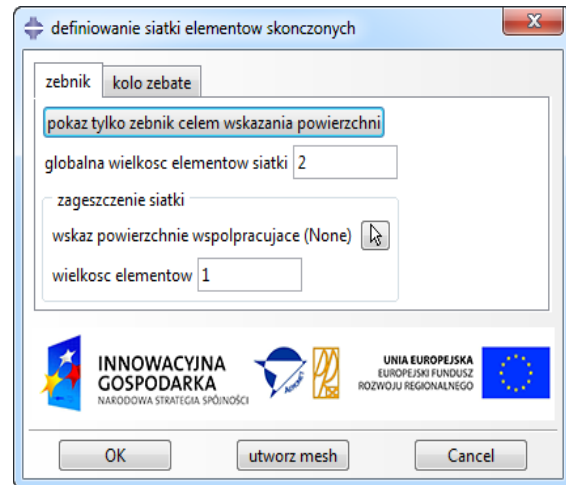 definiowanie siatki elementow skonczonych
zebnik
kolo zebate
pokaz tylko zebnik celem wskazania powierzchni
globalna wielkosc elementow siatki 2
zageszczenie siatki
wskaz powierzchnie wspolpracujace (None)
wielkosc elementow 1
INNOWACYJNA
GOSPODARKA
NARODOWA STRATEGIA SPÓJNOŚCI
UNIA EUROPEJSKA
EUROPEJSKI FUNDUSZ
ROZWOJU REGIONALNEGO
OK
utworz mesh
Cancel